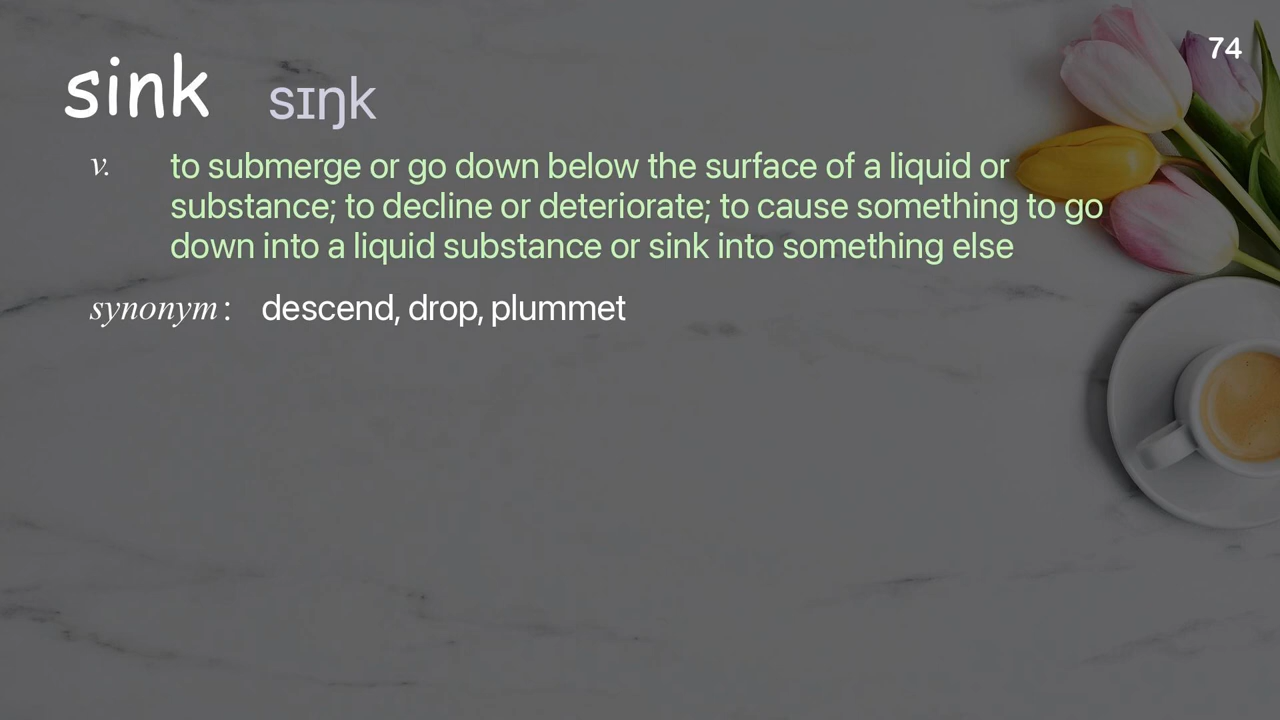 74
sink sɪŋk
v. to submerge or go down below the surface of a liquid or
substance; to decline or deteriorate; to cause something to go
down into a liquid substance or sink into something else
synonym : descend, drop, plummet